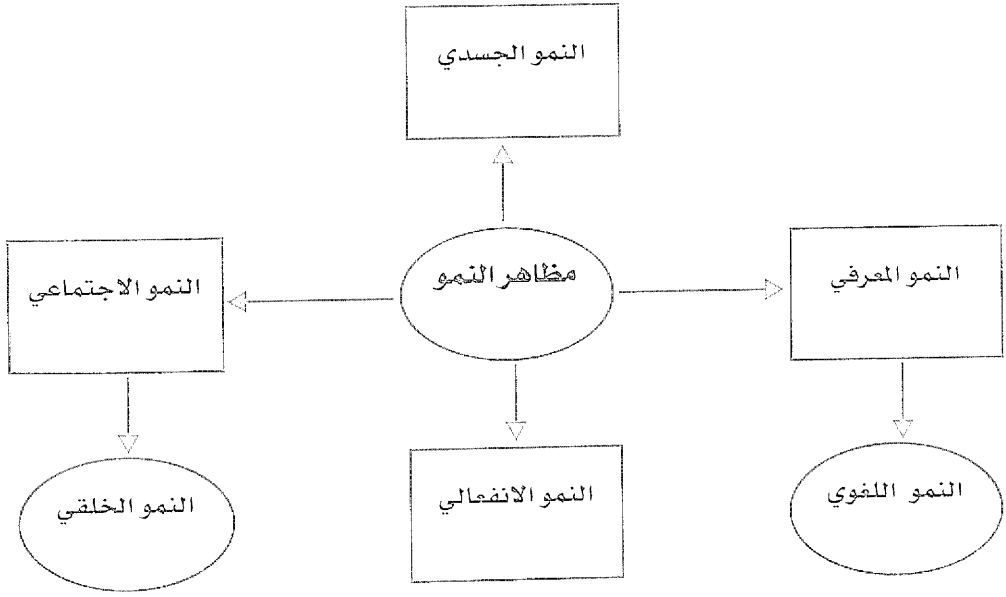 النمو الجسدي
مظاهر النمو
النمو المعرفي
النمو الاجتماعي
النمو اللغوي
النمو الانفعالي
النمو الخلقي